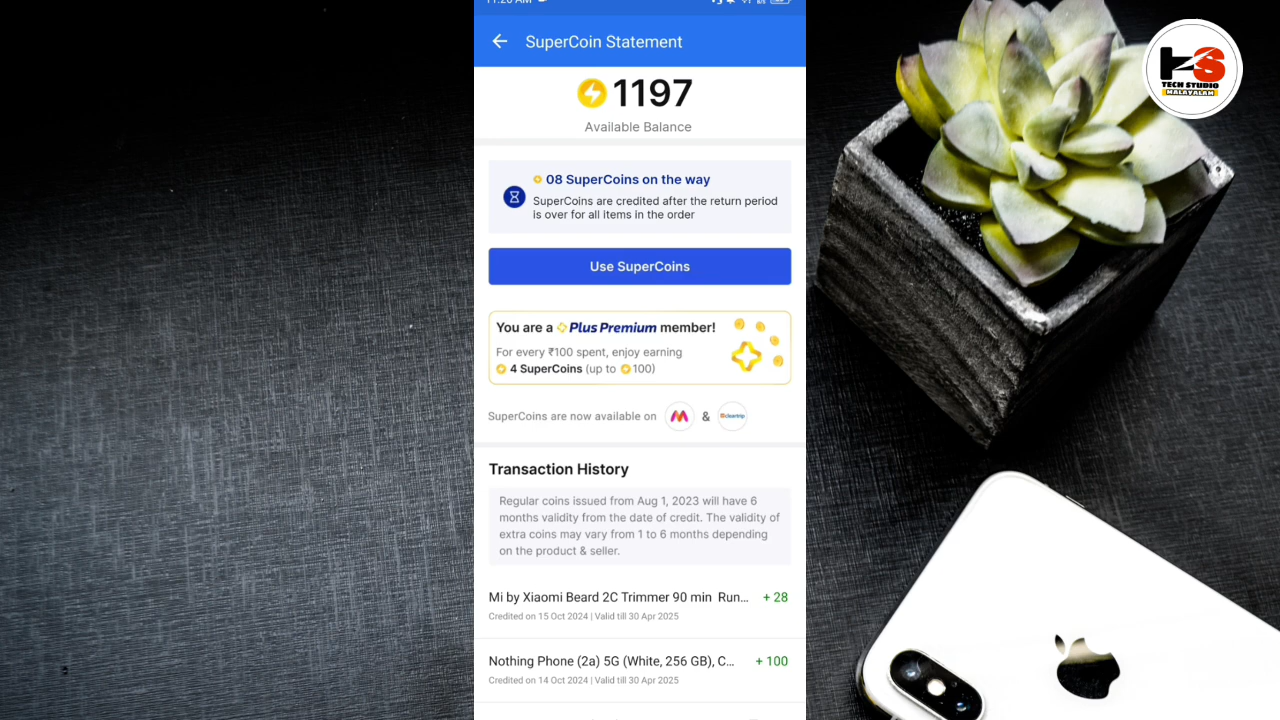 11:20 AM
SuperCoin Statement
1197
Available Balance
08 SuperCoins on the way
SuperCoins are credited after the return period
is over for all items in the order
Use SuperCoins
You are a Plus Premium member!
For every ₹100 spent, enjoy earning
4 SuperCoins (up to 100)
SuperCoins are now available on & cleartrip
Transaction History
Regular coins issued from Aug 1, 2023 will have 6
months validity from the date of credit. The validity of
extra coins may vary from 1 to 6 months depending
on the product & seller.
Mi by Xiaomi Beard 2C Trimmer 90 min Run... + 28
Credited on 15 Oct 2024 | Valid till 30 Apr 2025
Nothing Phone (2a) 5G (White, 256 GB), C... + 100
Credited on 14 Oct 2024 | Valid till 30 Apr 2025
TECH STUDIO
MALAYALAM